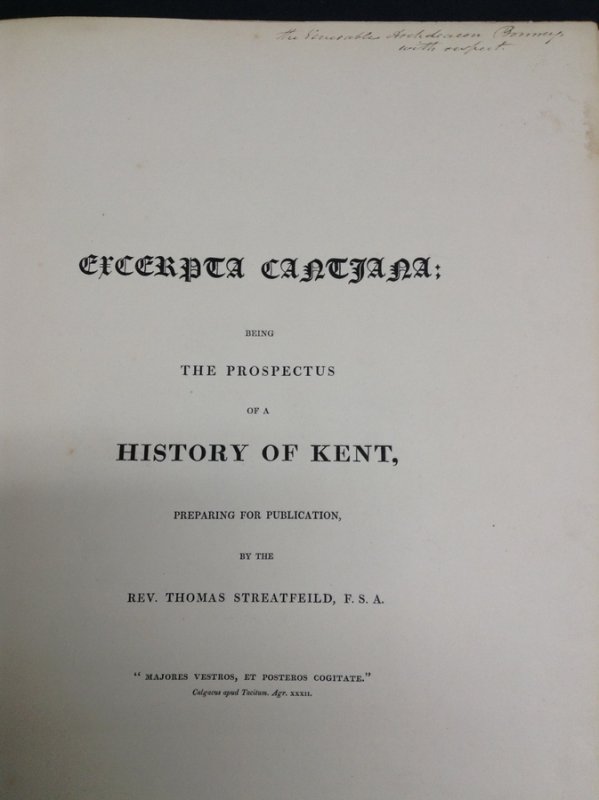 the Venerable Archdeacon Bonney,
with respect.
EXCERPTA CANTIANA:
BEING
THE PROSPECTUS
OF A
HISTORY OF KENT,
PREPARING FOR PUBLICATION,
BY THE
REV. THOMAS STREATFEILD, F. S. A.
“ MAJORES VESTROS, ET POSTEROS COGITATE.”
Calgacus apud Tacitum. Agr. XXXII.